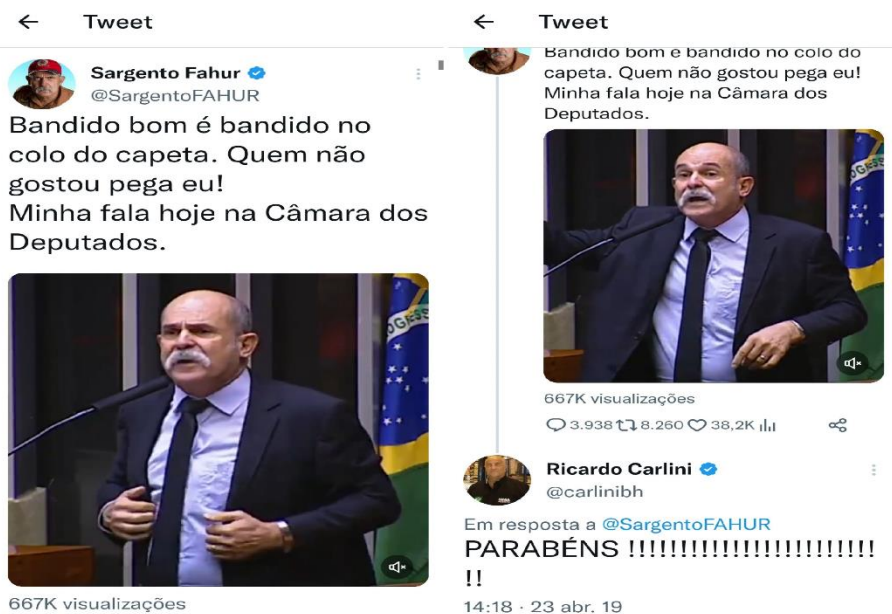 Tweet
Sargento Fahur
@SargentoFAHUR
Bandido bom é bandido no
colo do capeta. Quem não
gostou pega eu!
Minha fala hoje na Câmara dos
Deputados.
OGRESS
667K visualizações
Tweet
Bandido bom é bandido no colo do
capeta. Quem não gostou pega eu!
Minha fala hoje na Câmara dos
Deputados.
OGRES
667K visualizações
3.938 8.260 38,2K
Ricardo Carlini
@carlinibh
Em resposta a @SargentoFAHUR
PARABÉNS !!!!!!!!!!!!!!!!!!!!!!!!
!!
14:18 · 23 abr. 19